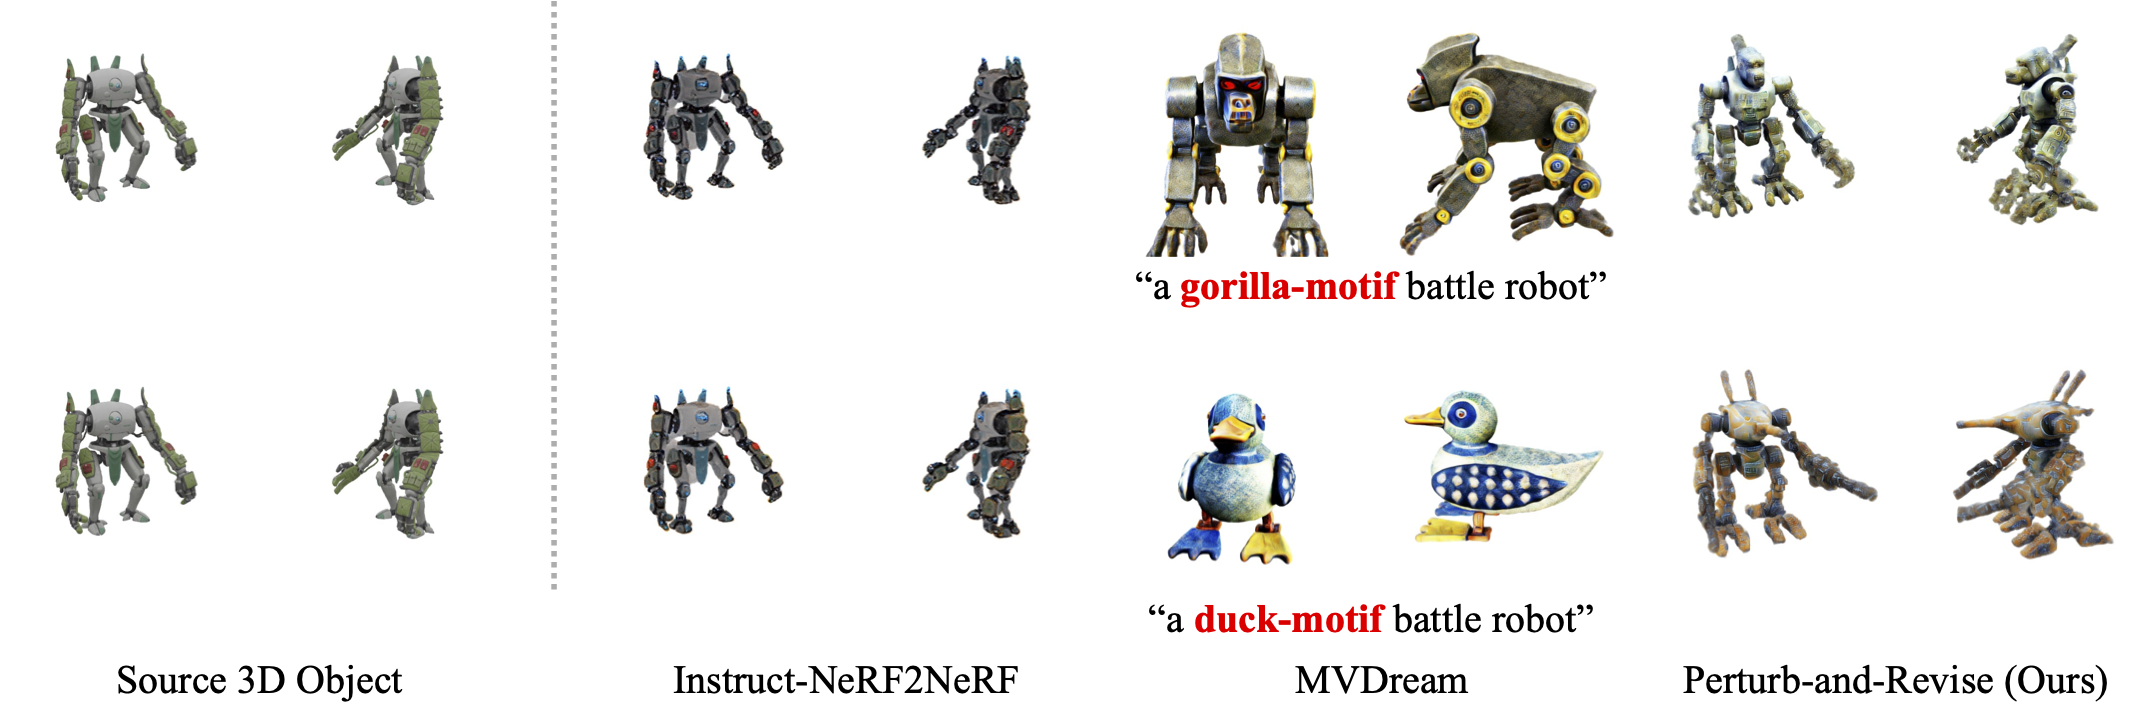 “a gorilla-motif battle robot”
“a duck-motif battle robot”
Source 3D Object
Instruct-NeRF2NeRF
MVDream
Perturb-and-Revise (Ours)